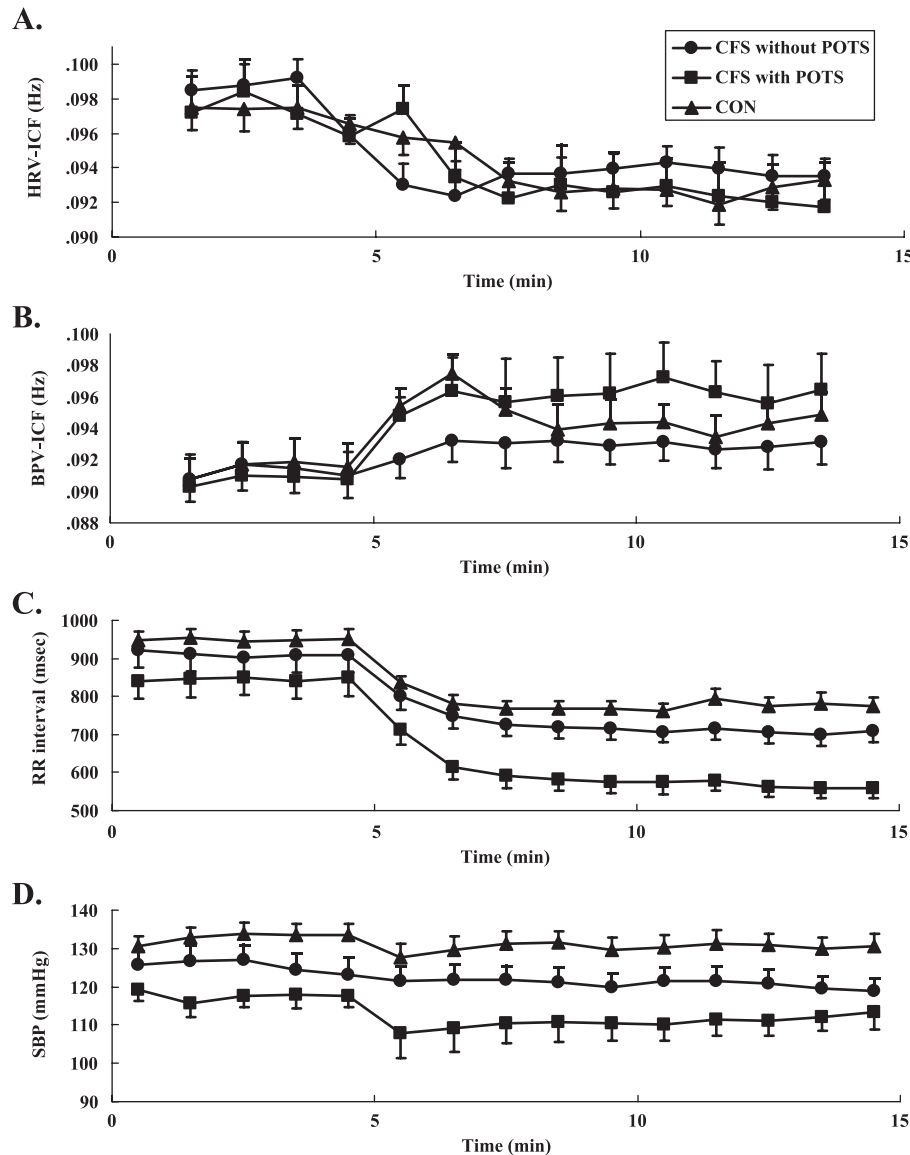 A.
CFS without POTS
CFS with POTS
CON
HRV-ICF (Hz)
.100
.098
.096
.094
.092
.090
0 5 10 15
Time (min)
B.
BPV-ICF (Hz)
.100
.098
.096
.094
.092
.090
.088
0 5 10 15
Time (min)
C.
RR interval (msec)
1000
900
800
700
600
500
0 5 10 15
Time (min)
D.
SBP (mmHg)
140
130
120
110
100
90
0 5 10 15
Time (min)